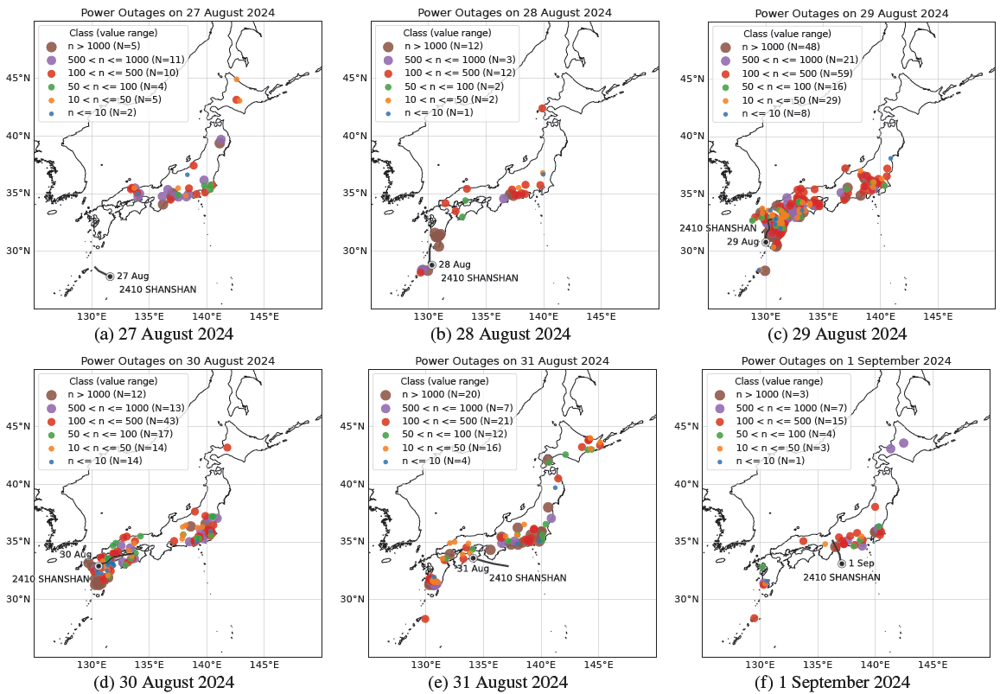 Power Outages on 27 August 2024
Class (value range)
n > 1000 (N=5)
500 < n <= 1000 (N=11)
100 < n <= 500 (N=10)
50 < n <= 100 (N=4)
10 < n <= 50 (N=5)
n <= 10 (N=2)
45°N
40°N
35°N
30°N
27 Aug
2410 SHANSHAN
130°E 135°E 140°E 145°E
(a) 27 August 2024
Power Outages on 28 August 2024
Class (value range)
n > 1000 (N=12)
500 < n <= 1000 (N=3)
100 < n <= 500 (N=12)
50 < n <= 100 (N=2)
10 < n <= 50 (N=2)
n <= 10 (N=1)
45°N
40°N
35°N
30°N
28 Aug
2410 SHANSHAN
130°E 135°E 140°E 145°E
(b) 28 August 2024
Power Outages on 29 August 2024
Class (value range)
n > 1000 (N=48)
500 < n <= 1000 (N=21)
100 < n <= 500 (N=59)
50 < n <= 100 (N=16)
10 < n <= 50 (N=29)
n <= 10 (N=8)
45°N
40°N
35°N
30°N
2410 SHANSHAN
29 Aug
130°E 135°E 140°E 145°E
(c) 29 August 2024
Power Outages on 30 August 2024
Class (value range)
n > 1000 (N=12)
500 < n <= 1000 (N=13)
100 < n <= 500 (N=43)
50 < n <= 100 (N=17)
10 < n <= 50 (N=14)
n <= 10 (N=14)
45°N
40°N
35°N
30°N
30 Aug
2410 SHANSHAN
130°E 135°E 140°E 145°E
(d) 30 August 2024
Power Outages on 31 August 2024
Class (value range)
n > 1000 (N=20)
500 < n <= 1000 (N=7)
100 < n <= 500 (N=21)
50 < n <= 100 (N=12)
10 < n <= 50 (N=16)
n <= 10 (N=4)
45°N
40°N
35°N
30°N
31 Aug
2410 SHANSHAN
130°E 135°E 140°E 145°E
(e) 31 August 2024
Power Outages on 1 September 2024
Class (value range)
n > 1000 (N=3)
500 < n <= 1000 (N=7)
100 < n <= 500 (N=15)
50 < n <= 100 (N=4)
10 < n <= 50 (N=3)
n <= 10 (N=1)
45°N
40°N
35°N
30°N
1 Sep
2410 SHANSHAN
130°E 135°E 140°E 145°E
(f) 1 September 2024